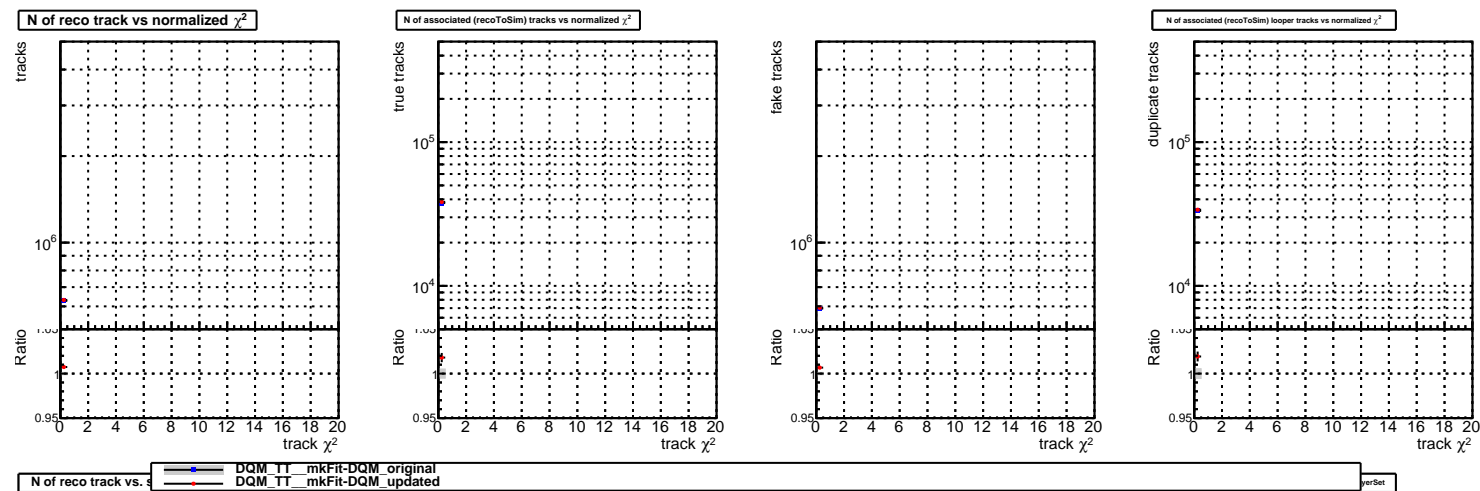 N of reco track vs normalized χ²
N of associated (recoToSim) tracks vs normalized χ²
N of associated (recoToSim) looper tracks vs normalized χ²
tracks
true tracks
fake tracks
duplicate tracks
10⁶
10⁵
10⁴
10⁶
10⁵
10⁴
Ratio
1
0.95
0 2 4 6 8 10 12 14 16 18 20
track χ²
Ratio
1
0.95
0 2 4 6 8 10 12 14 16 18 20
track χ²
Ratio
1
0.95
0 2 4 6 8 10 12 14 16 18 20
track χ²
Ratio
1
0.95
0 2 4 6 8 10 12 14 16 18 20
track χ²
N of reco track vs. s
DQM_TT__mkFit-DQM_original
DQM_TT__mkFit-DQM_updated
yerSet